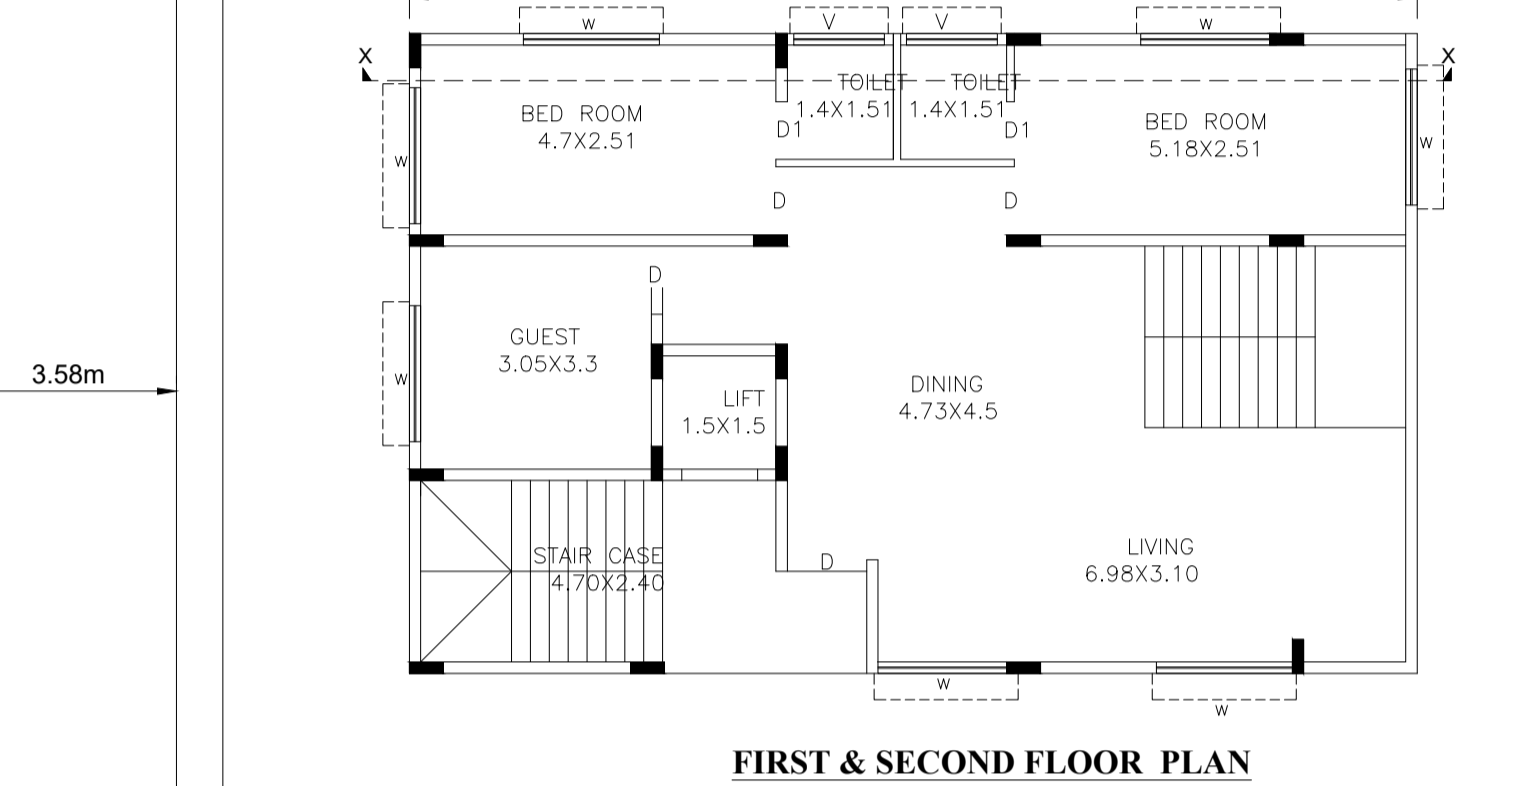 W
V
V
W
X
X
TOILET
TOILET
1.4X1.51
1.4X1.51
BED ROOM
4.7X2.51
BED ROOM
5.18X2.51
D1
D1
W
W
D
D
D
GUEST
3.05X3.3
3.58m
W
LIFT
1.5X1.5
DINING
4.73X4.5
STAIR CASE
4.70X2.40
D
LIVING
6.98X3.10
W
W
FIRST & SECOND FLOOR PLAN